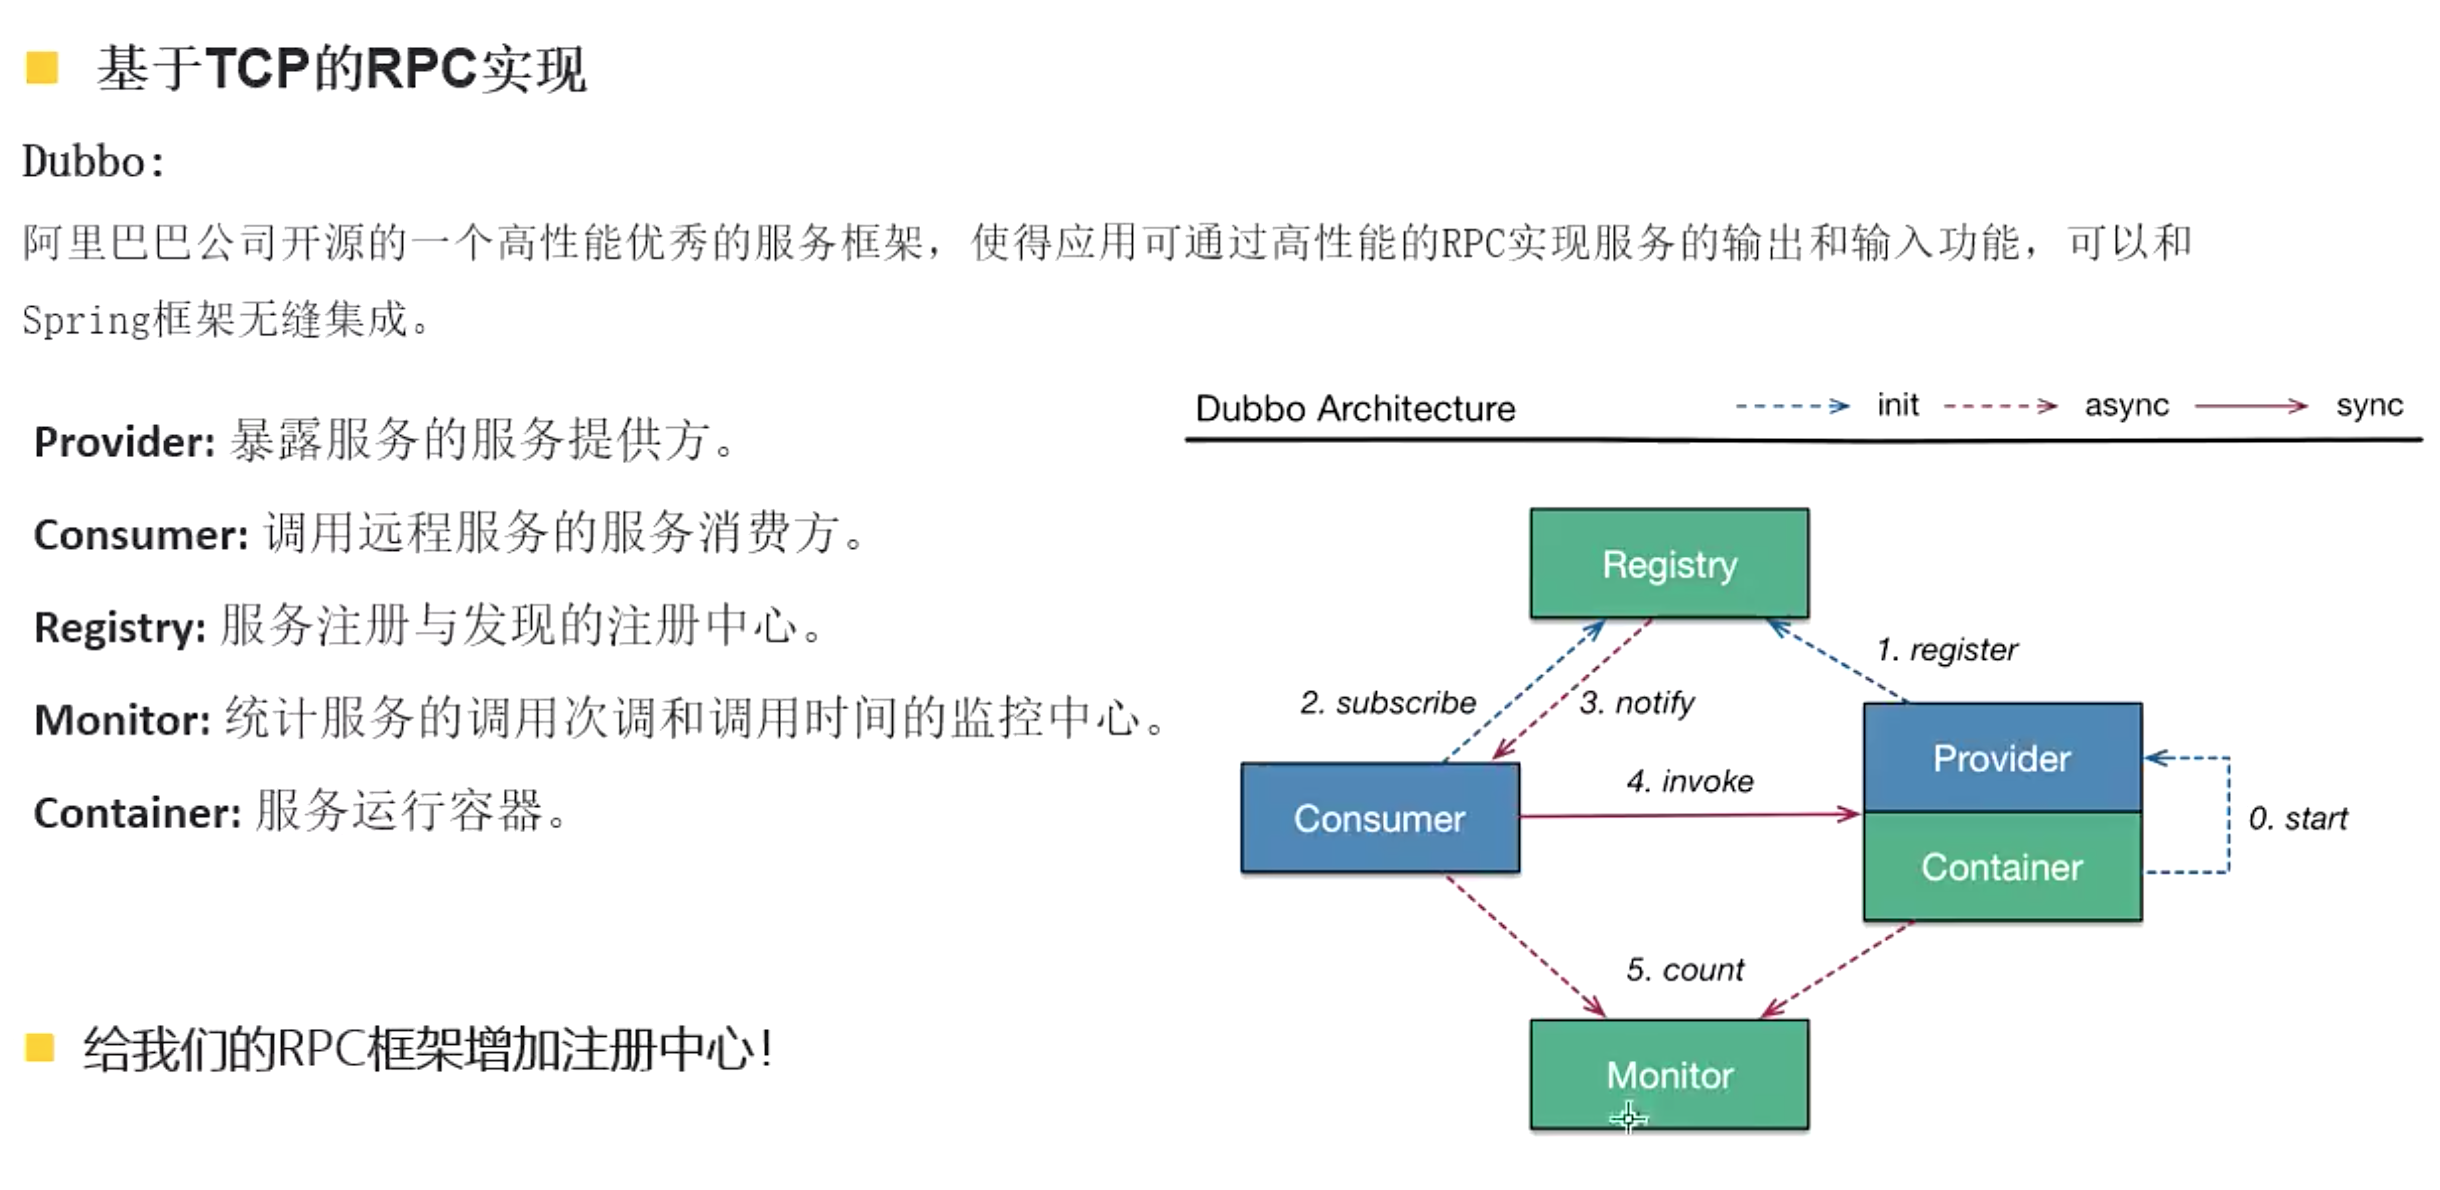 基于TCP的RPC实现
Dubbo:
阿里巴巴公司开源的一个高性能优秀的服务框架，使得应用可通过高性能的RPC实现服务的输出和输入功能，可以和
Spring框架无缝集成。
Provider: 暴露服务的服务提供方。
Consumer: 调用远程服务的服务消费方。
Registry: 服务注册与发现的注册中心。
Monitor: 统计服务的调用次调和调用时间的监控中心。
Container: 服务运行容器。
给我们的RPC框架增加注册中心!
Dubbo Architecture
init
async
sync
Registry
1. register
2. subscribe
3. notify
Provider
4. invoke
Consumer
0. start
Container
5. count
Monitor